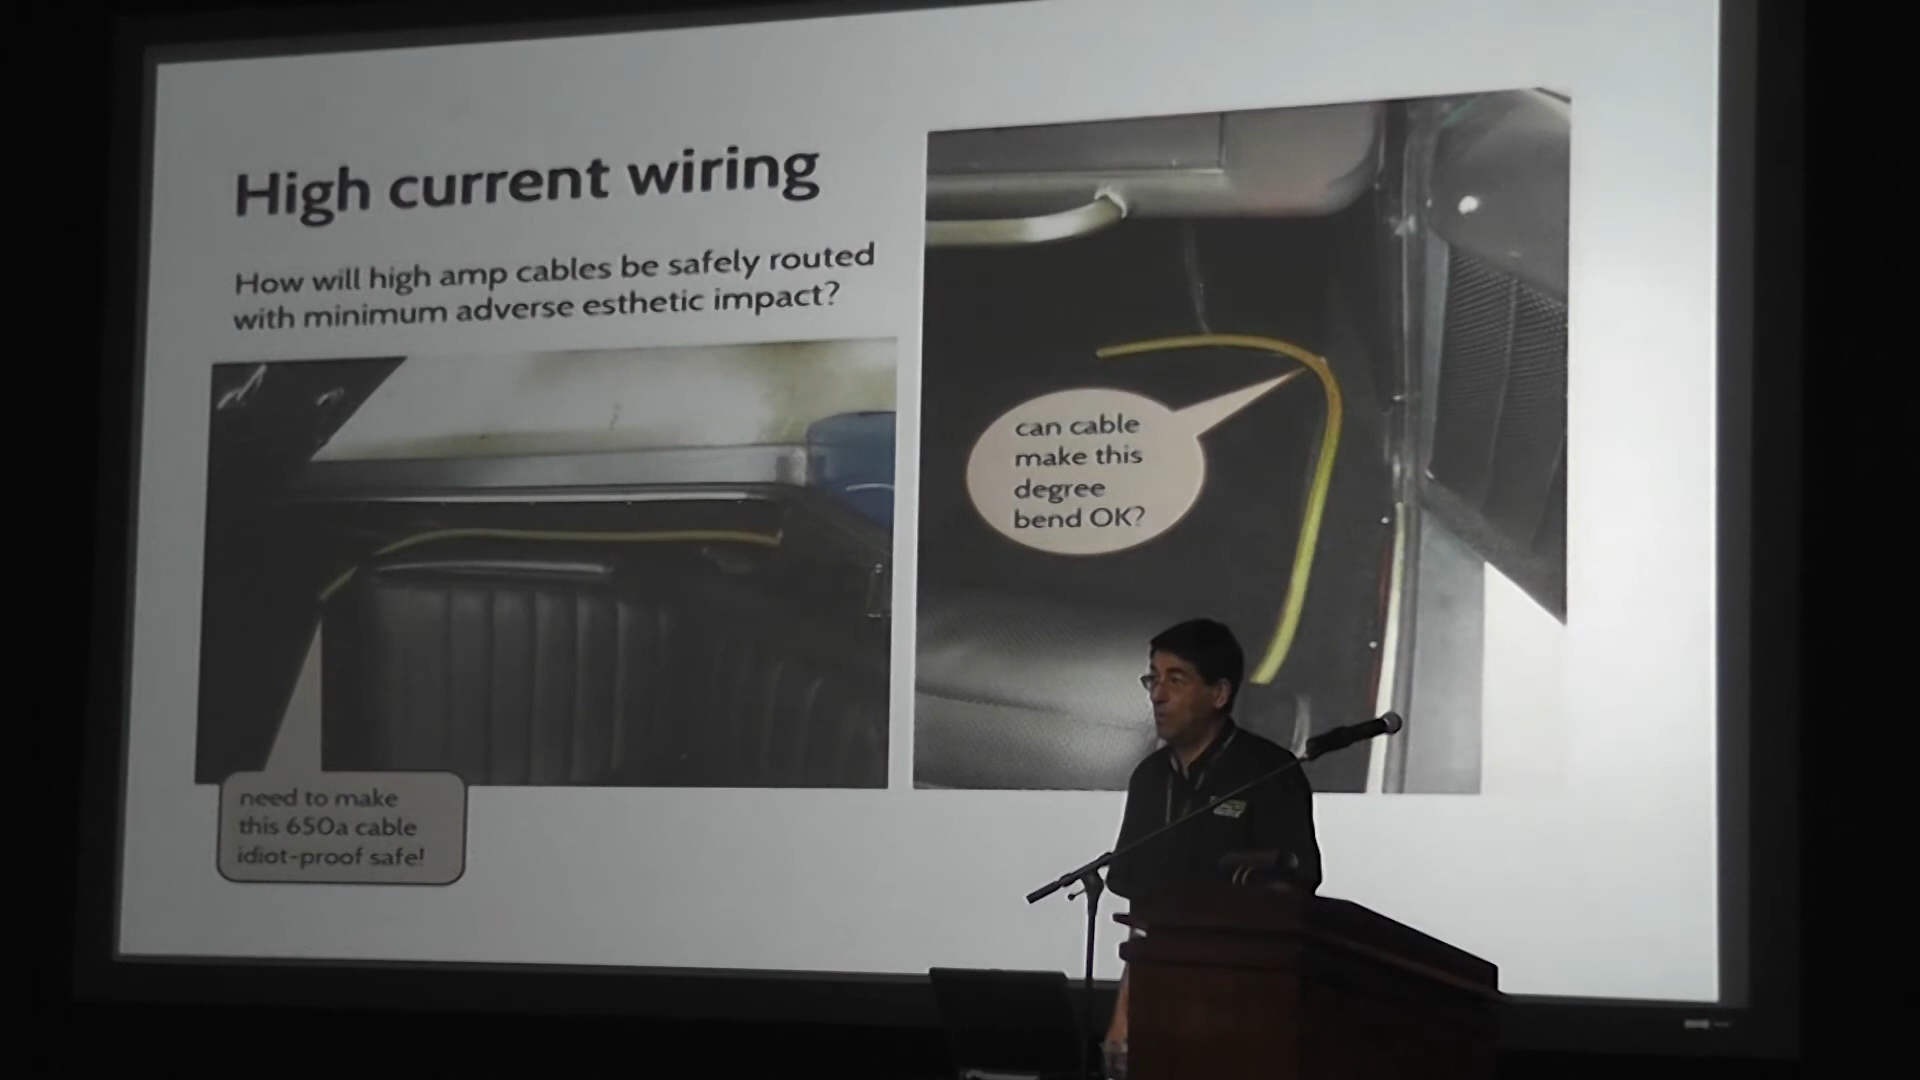 High current wiring
How will high amp cables be safely routed
with minimum adverse esthetic impact?
can cable
make this
degree
bend OK?
need to make
this 650a cable
idiot-proof safe!